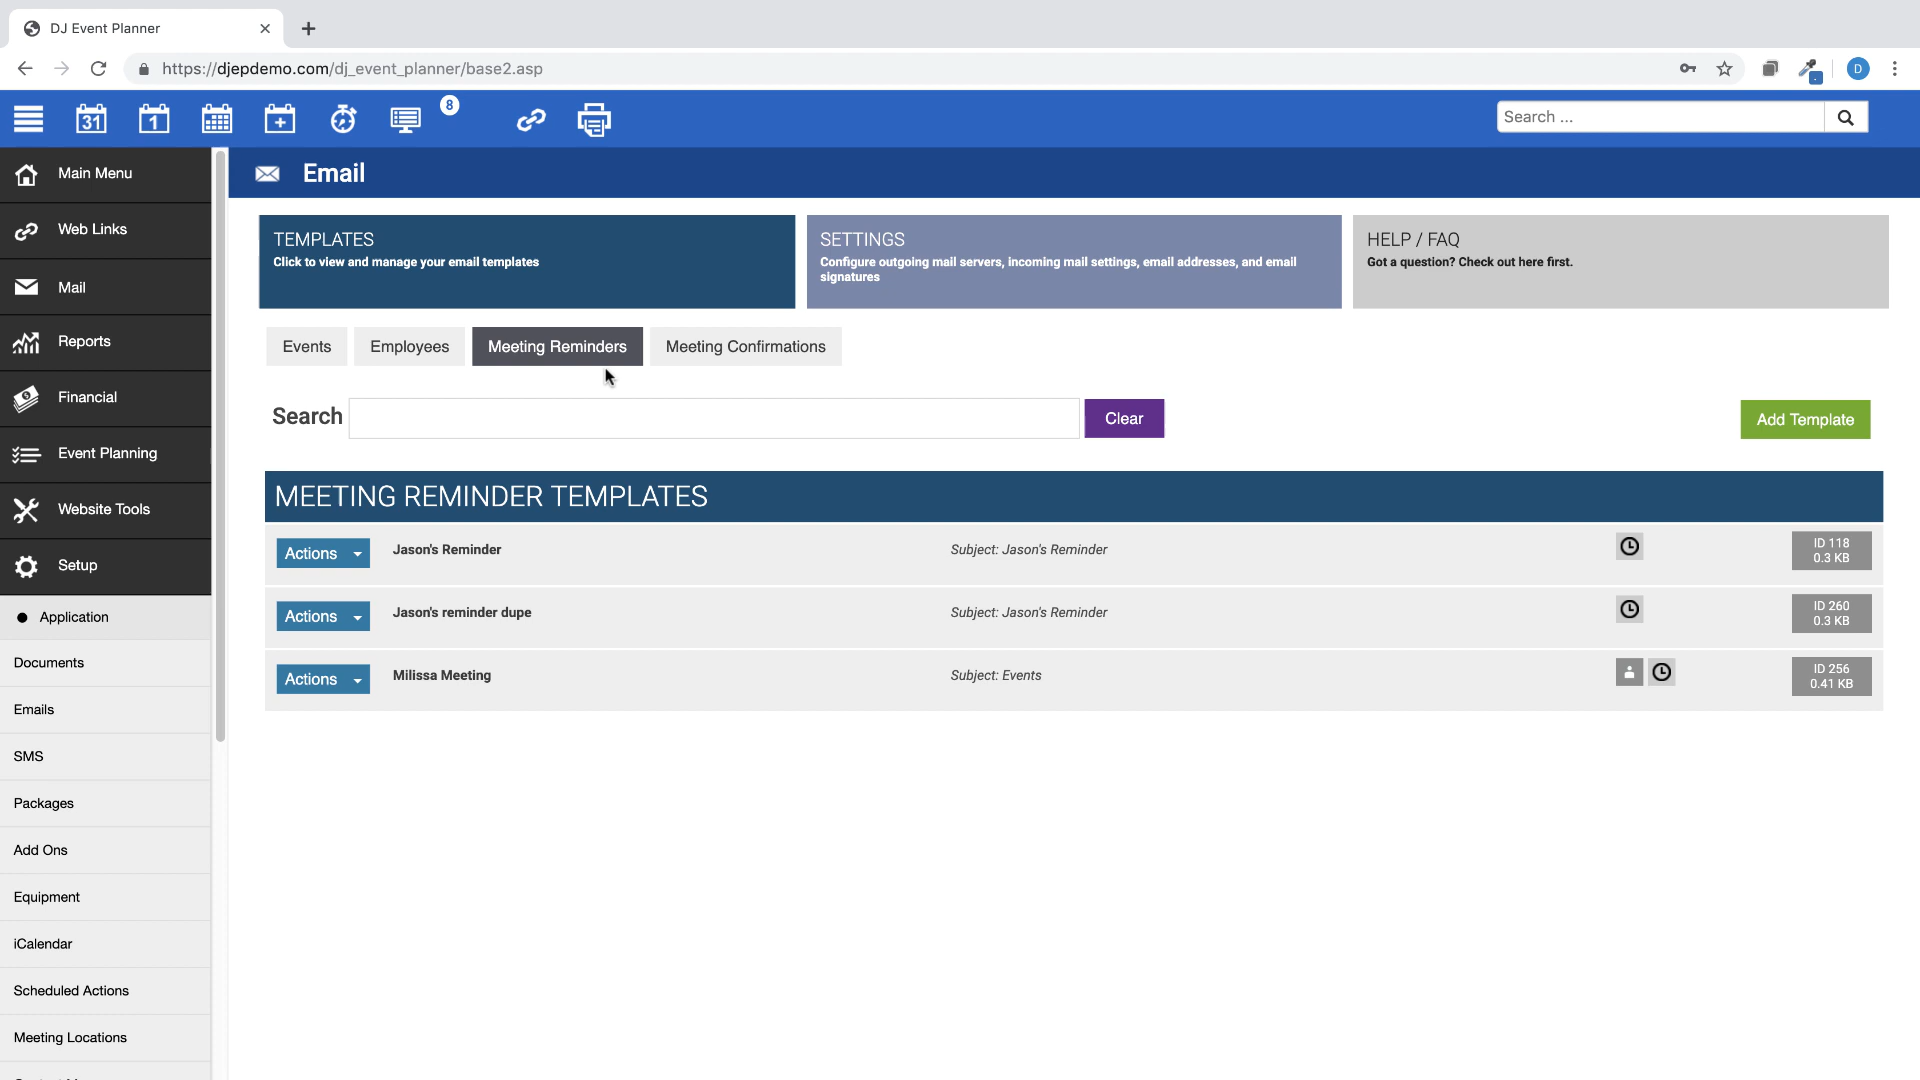 DJ Event Planner
https://djepdemo.com/dj_event_planner/base2.asp
D
31
1
8
Search ...
Main Menu
Web Links
Mail
Reports
Financial
Event Planning
Website Tools
Setup
Application
Documents
Emails
SMS
Packages
Add Ons
Equipment
iCalendar
Scheduled Actions
Meeting Locations
Email
TEMPLATES
Click to view and manage your email templates
SETTINGS
Configure outgoing mail servers, incoming mail settings, email addresses, and email
signatures
HELP / FAQ
Got a question? Check out here first.
Events
Employees
Meeting Reminders
Meeting Confirmations
Search
Clear
Add Template
MEETING REMINDER TEMPLATES
Actions
Jason's Reminder
Subject: Jason's Reminder
ID 118
0.3 KB
Actions
Jason's reminder dupe
Subject: Jason's Reminder
ID 260
0.3 KB
Actions
Milissa Meeting
Subject: Events
ID 256
0.41 KB